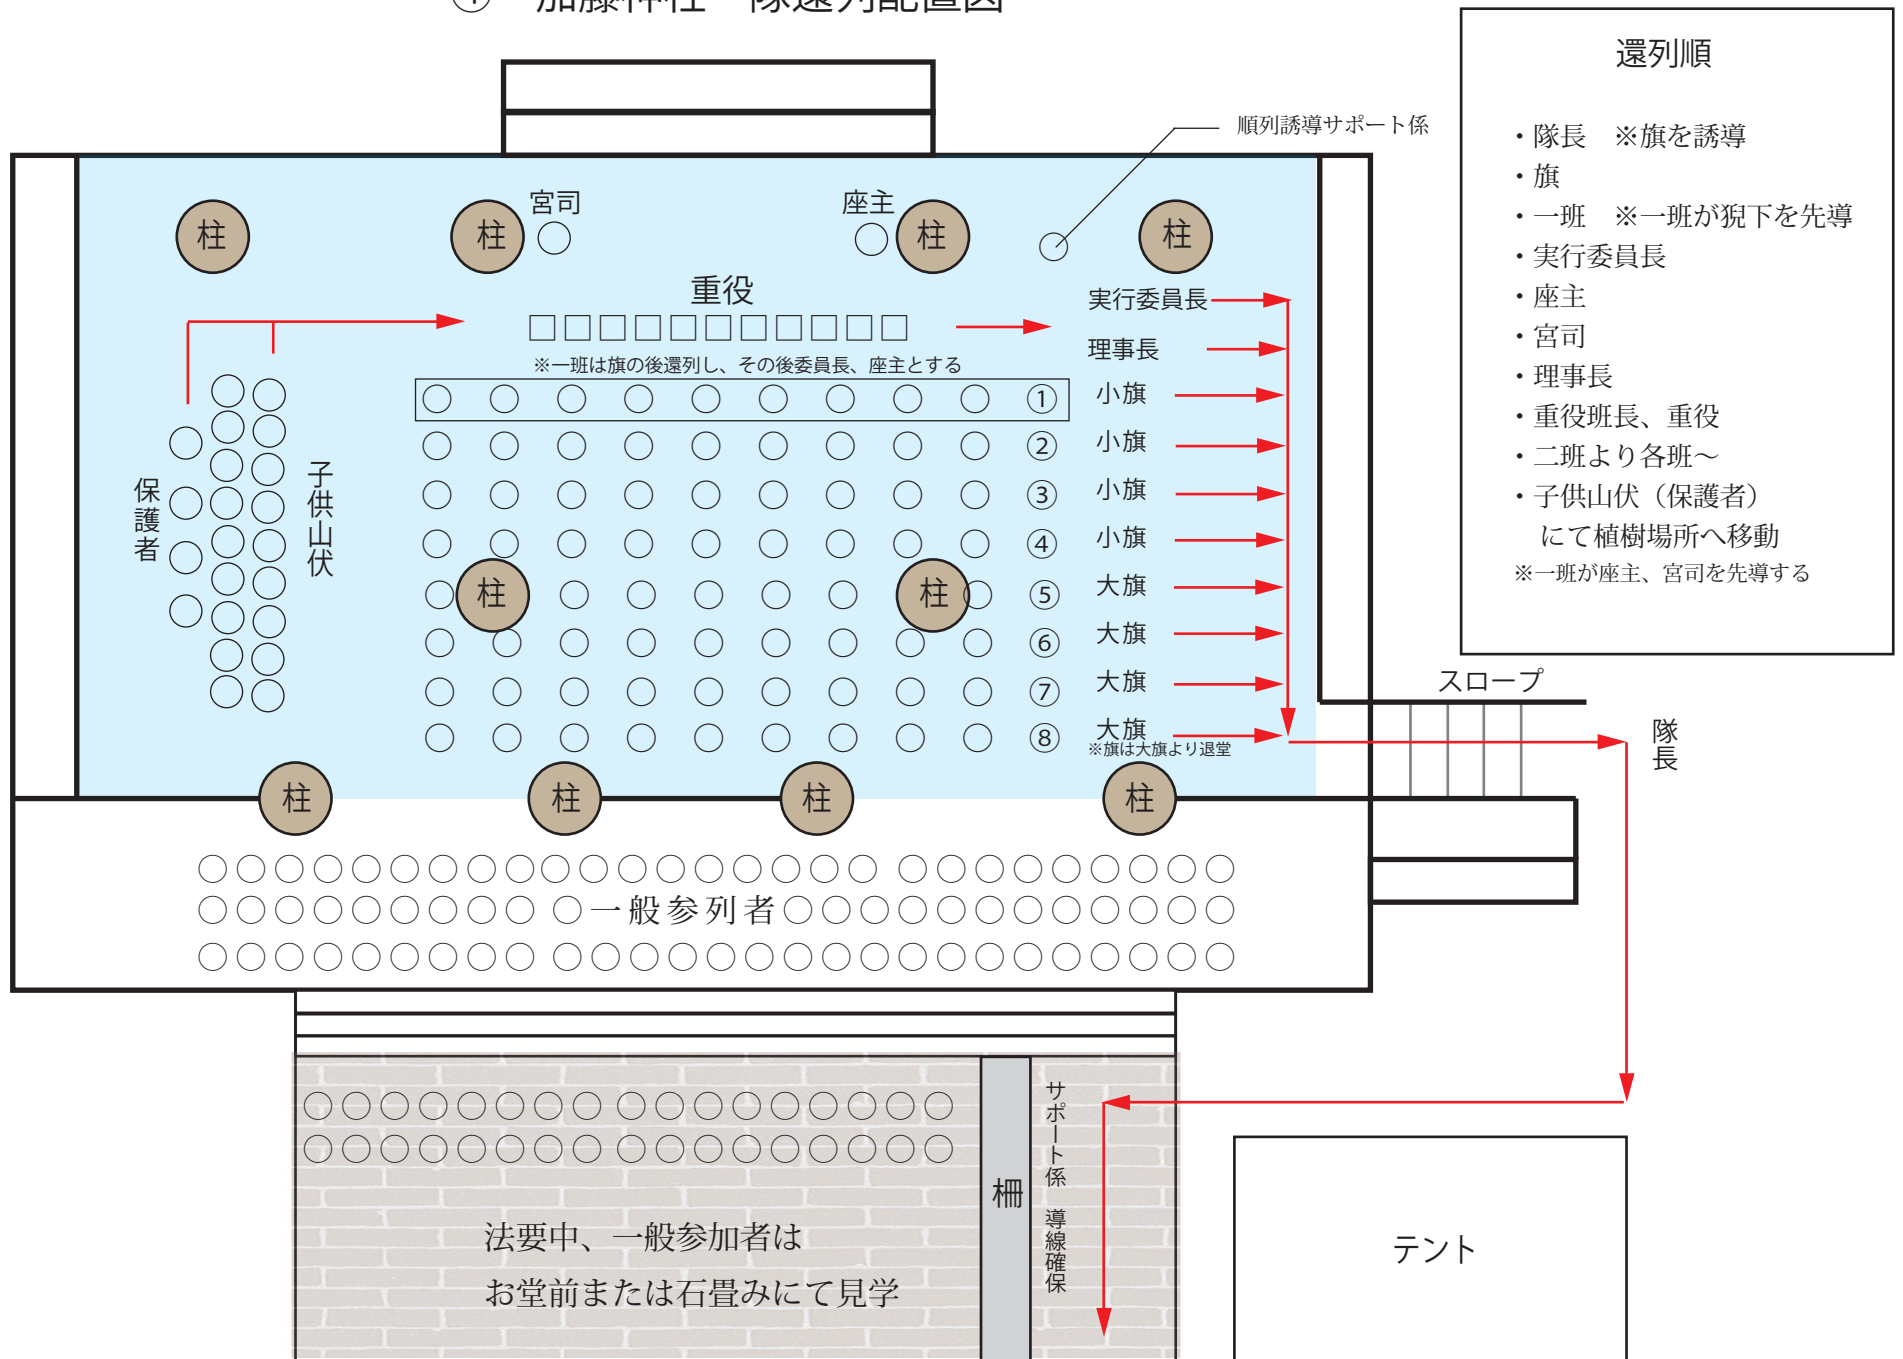 ④ 加藤神社 隊還列配置図
還列順
・隊長 ※旗を誘導
・旗
・一班 ※一班が猊下を先導
・実行委員長
・座主
・宮司
・理事長
・重役班長、重役
・二班より各班～
・子供山伏（保護者）
にて植樹場所へ移動
※一班が座主、宮司を先導する
順列誘導サポート係
柱
柱
宮司
座主
柱
柱
重役
実行委員長
理事長
※一班は旗の後還列し、その後委員長、座主とする
① 小旗
② 小旗
③ 小旗
④ 小旗
⑤ 大旗
⑥ 大旗
⑦ 大旗
⑧ 大旗
※旗は大旗より退堂
保護者
子供山伏
柱
柱
スロープ
隊長
柱
柱
柱
柱
一般参列者
サポート係 導線確保
柵
法要中、一般参加者は
お堂前または石畳みにて見学
テント